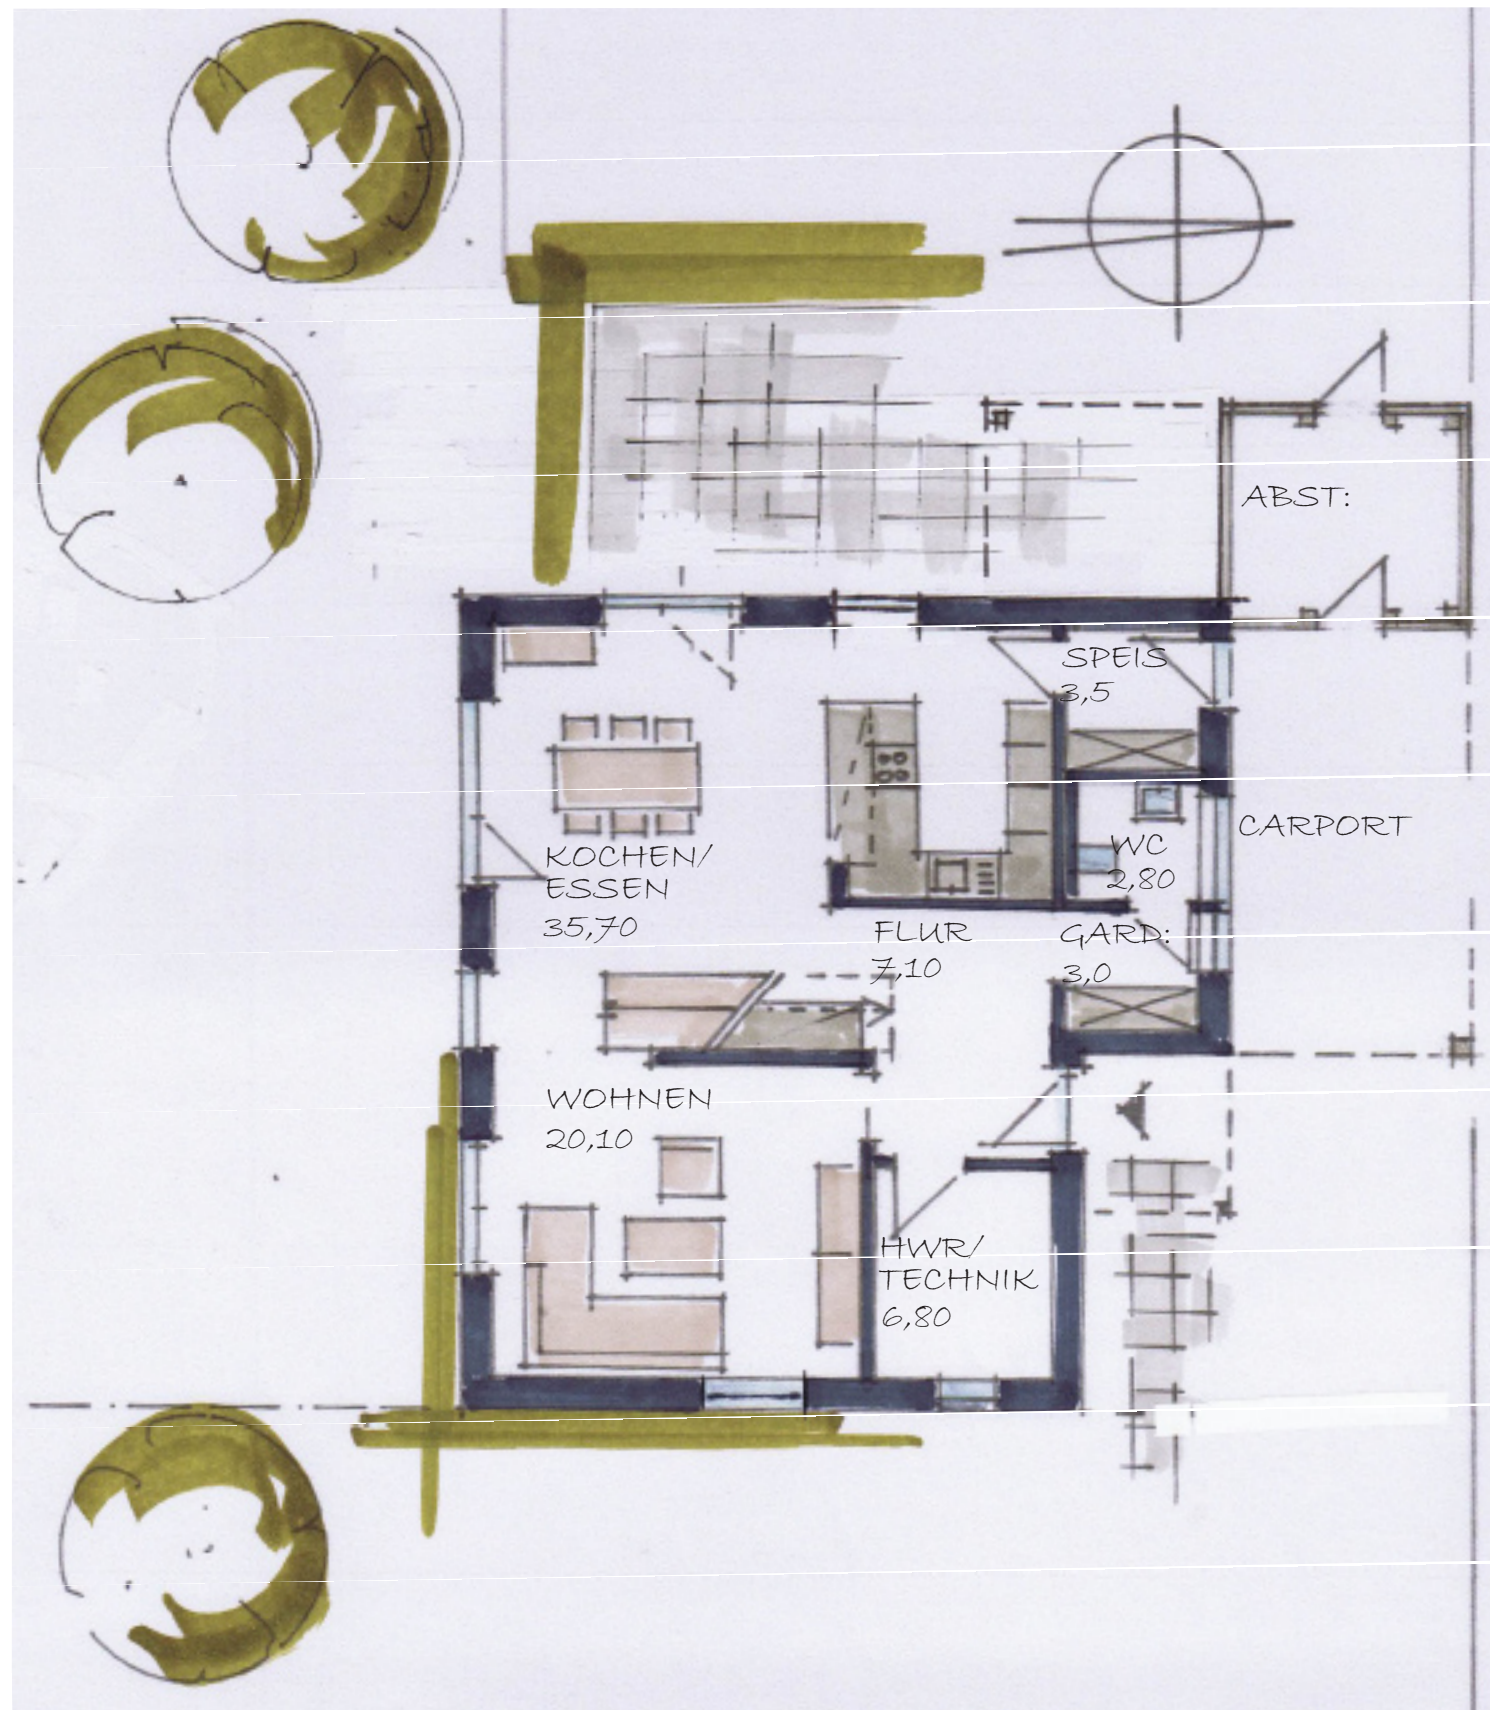 ABST:
SPEIS
3,5
CARPORT
WC
2,80
KOCHEN/
ESSEN
35,70
FLUR
7,10
GARD:
3,0
WOHNEN
20,10
HWR/
TECHNIK
6,80